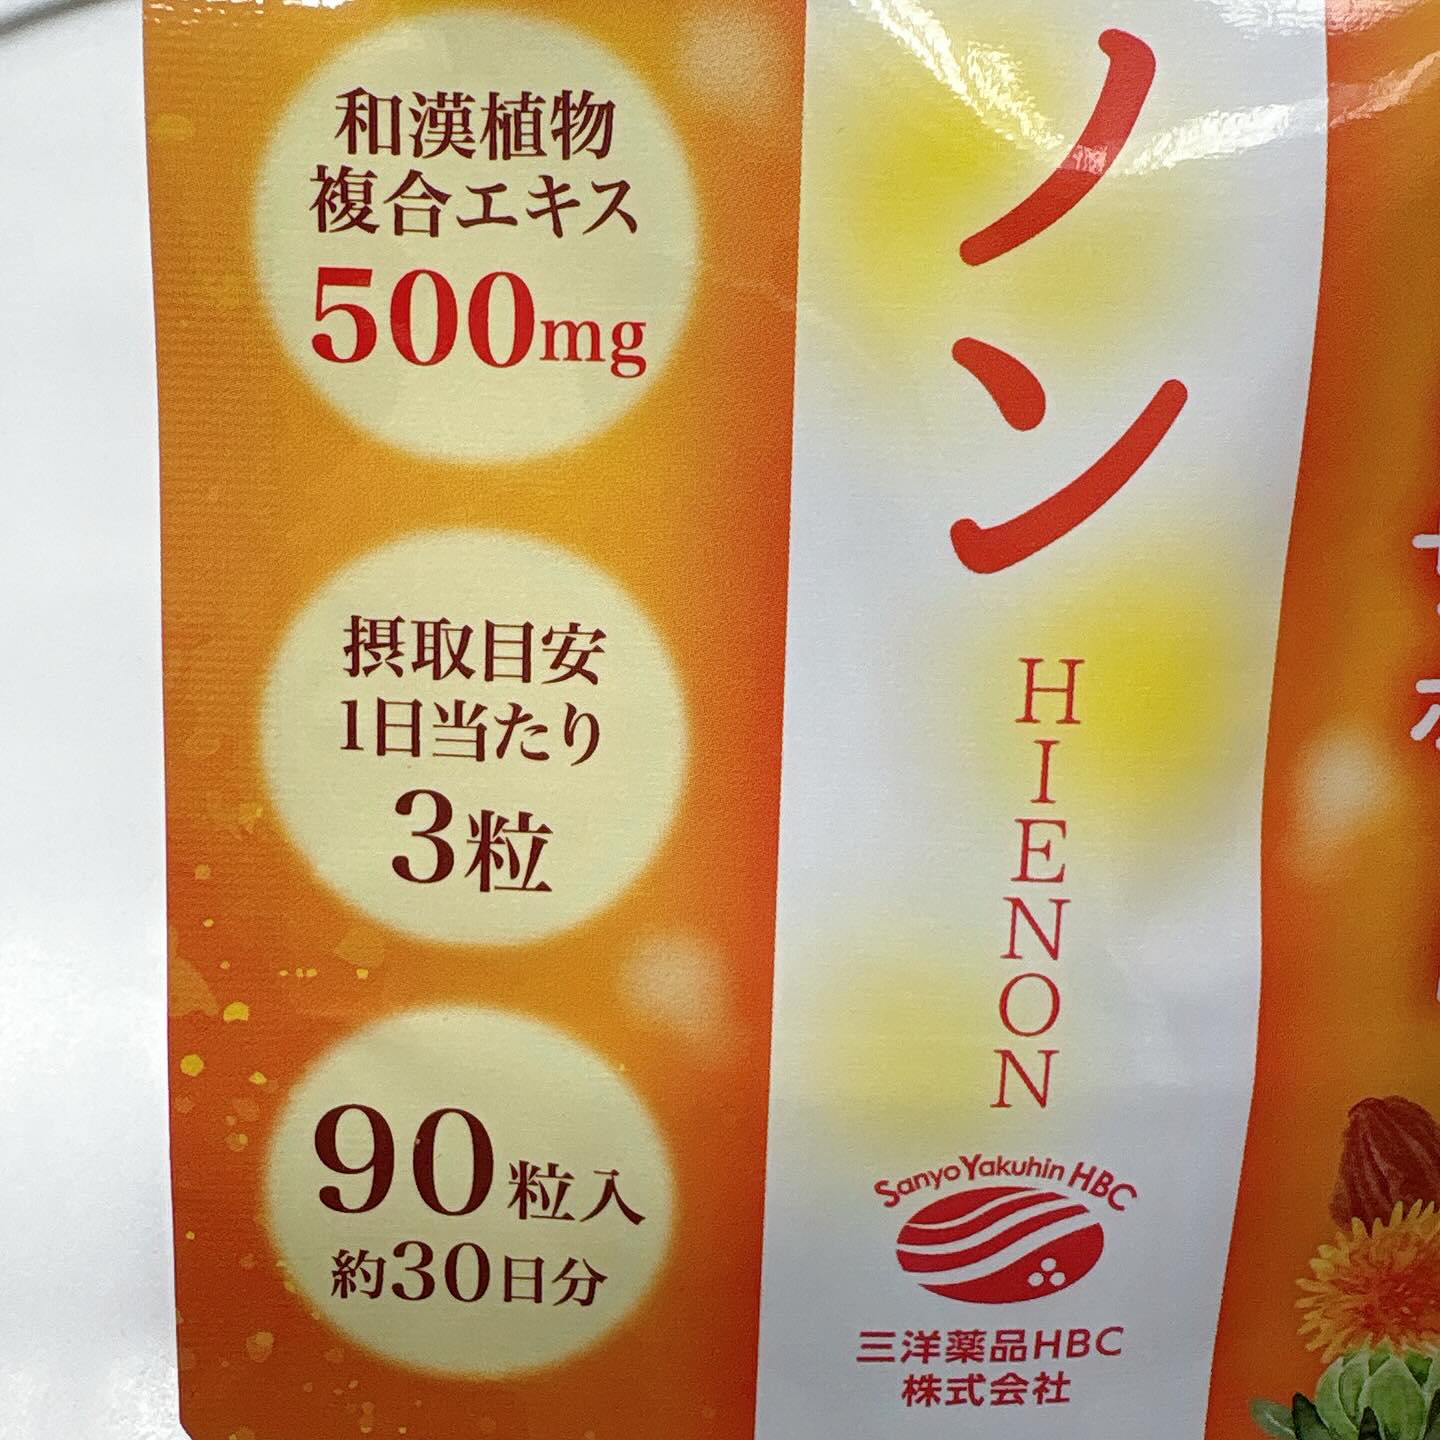 和漢植物
複合エキス
500mg
摂取目安
1日当たり
3粒
90粒入
約30日分
ノン
HIENON
Sanyo Yakuhin HBC
三洋薬品HBC
株式会社